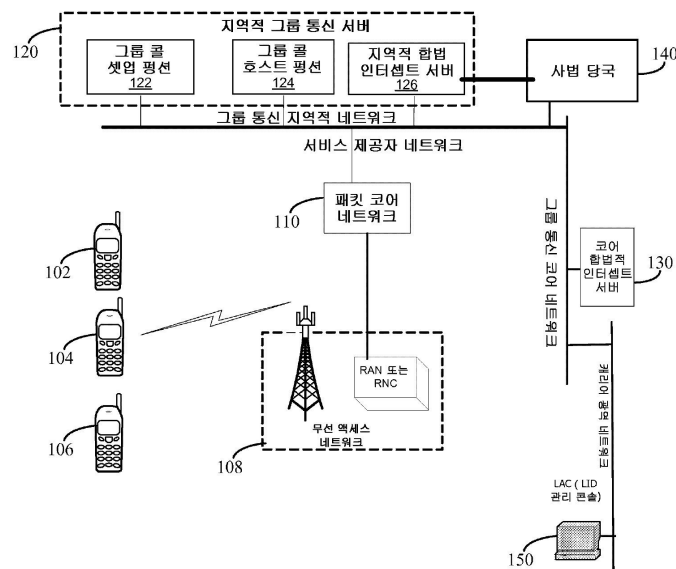 120
지역적 그룹 통신 서버
그룹 콜
셋업 펑션
122
그룹 콜
호스트 펑션
124
지역적 합법
인터셉트 서버
126
사법 당국
140
그룹 통신 지역적 네트워크
서비스 제공자 네트워크
110
패킷 코어
네트워크
102
104
106
108
RAN 또는
RNC
무선 액세스
네트워크
그룹 통신 코어 네트워크
코어
합법적
인터셉트
서버
130
캐리어 광역 네트워크
LAC ( LID
관리 콘솔)
150